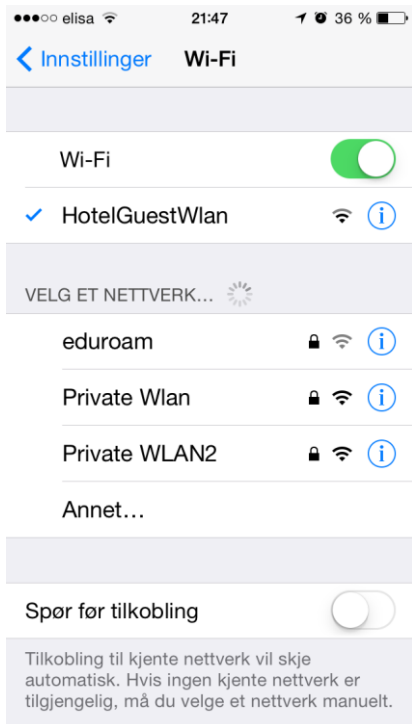 elisa 21:47 36 %
Innstillinger Wi-Fi
Wi-Fi
HotelGuestWlan
VELG ET NETTVERK...
eduroam
Private Wlan
Private WLAN2
Annet...
Spør før tilkobling
Tilkobling til kjente nettverk vil skje
automatisk. Hvis ingen kjente nettverk er
tilgjengelig, må du velge et nettverk manuelt.